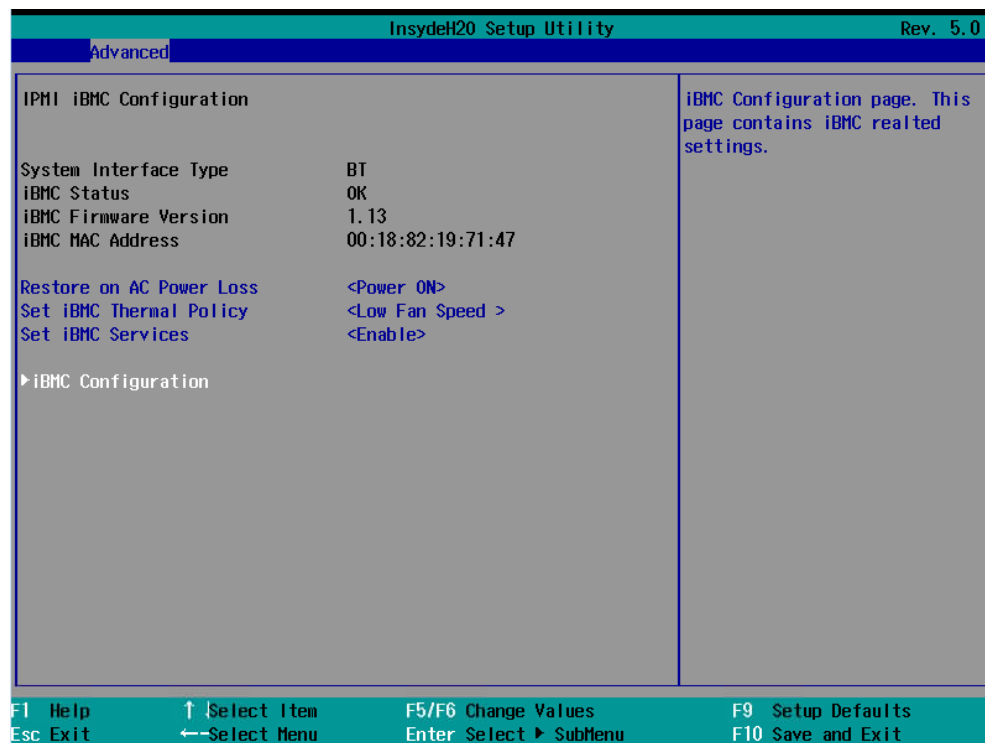 InsydeH20 Setup Utility Rev. 5.0
Advanced
IPMI iBMC Configuration
System Interface Type BT
iBMC Status OK
iBMC Firmware Version 1.13
iBMC MAC Address 00:18:82:19:71:47
Restore on AC Power Loss <Power ON>
Set iBMC Thermal Policy <Low Fan Speed >
Set iBMC Services <Enable>
▶iBMC Configuration
iBMC Configuration page. This
page contains iBMC realted
settings.
F1 Help ↑↓Select Item F5/F6 Change Values F9 Setup Defaults
Esc Exit ←→Select Menu Enter Select ▶ SubMenu F10 Save and Exit